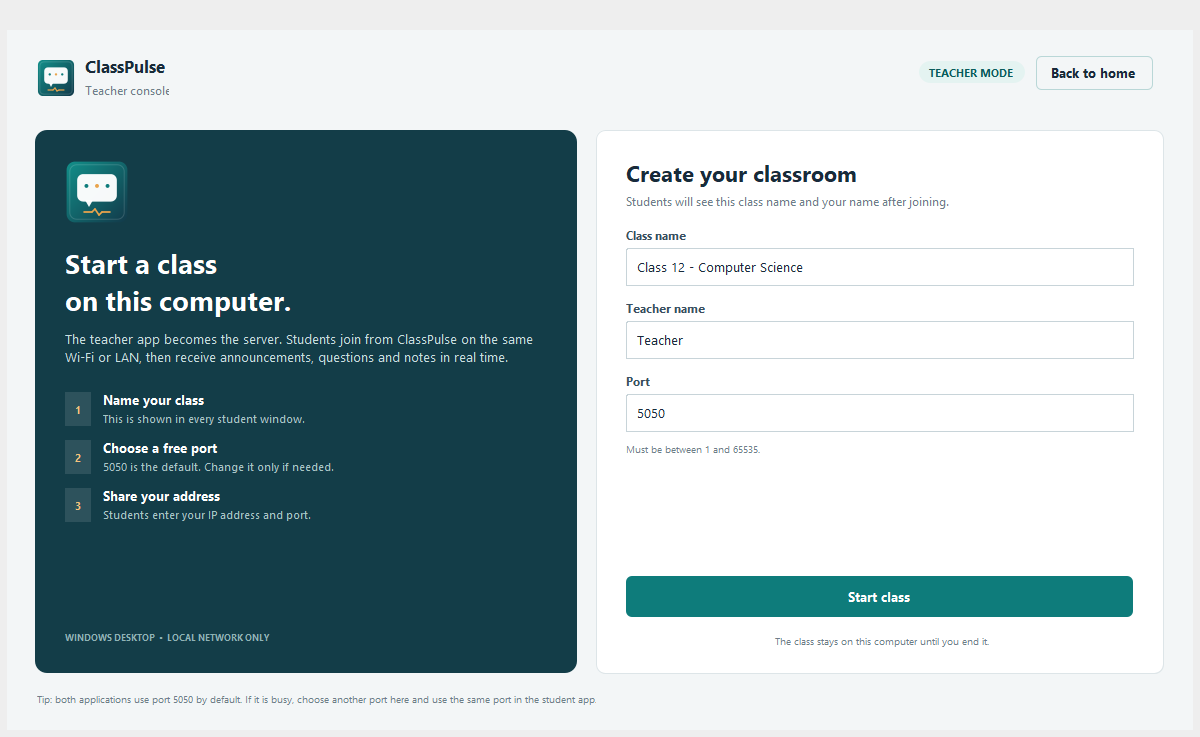 ClassPulse
Teacher console
TEACHER MODE
Back to home
Start a class
on this computer.
The teacher app becomes the server. Students join from ClassPulse on the same
Wi-Fi or LAN, then receive announcements, questions and notes in real time.
1
Name your class
This is shown in every student window.
2
Choose a free port
5050 is the default. Change it only if needed.
3
Share your address
Students enter your IP address and port.
WINDOWS DESKTOP • LOCAL NETWORK ONLY
Create your classroom
Students will see this class name and your name after joining.
Class name
Class 12 - Computer Science
Teacher name
Teacher
Port
5050
Must be between 1 and 65535.
Start class
The class stays on this computer until you end it.
Tip: both applications use port 5050 by default. If it is busy, choose another port here and use the same port in the student app